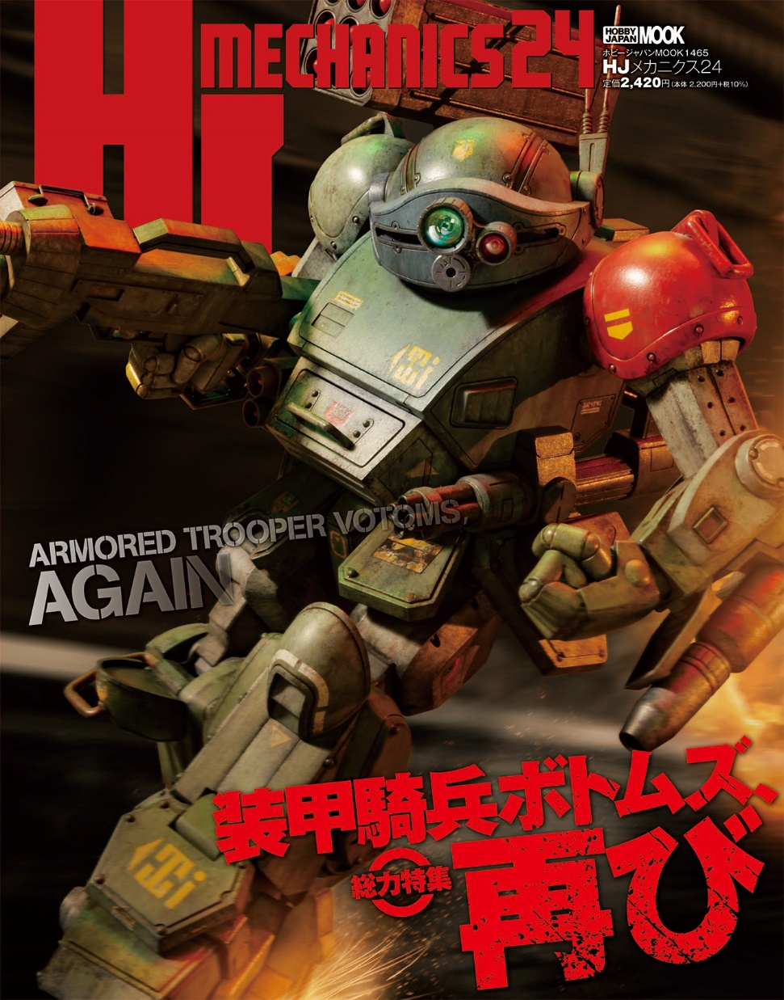 HJ
MECHANICS24
HOBBY
JAPAN MOOK
ホビージャパンMOOK1465
HJメカニクス24
定価2,420円(本体 2,200円+税10%)
ARMORED TROOPER VOTOMS,
AGAIN
装甲騎兵ボトムズ、
総力特集
再び